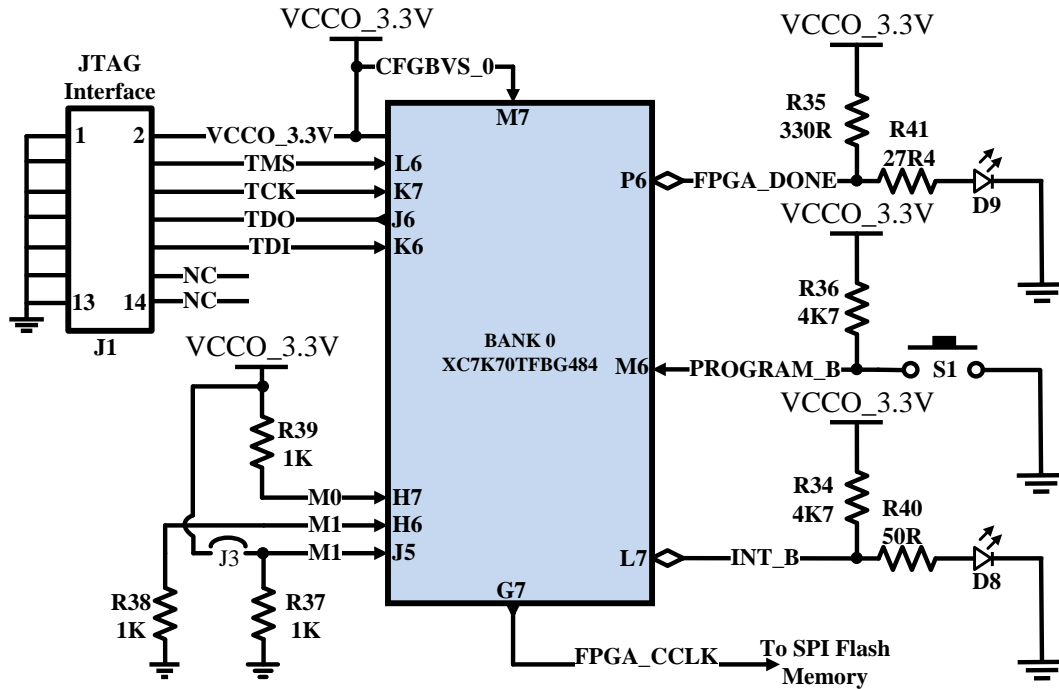 VCCO_3.3V
CFGBVS_0
JTAG
Interface
1
2
VCCO_3.3V
TMS
TCK
TDO
TDI
NC
NC
13
14
J1
M7
L6
K7
J6
K6
BANK 0
XC7K70TFBG484
VCCO_3.3V
R35
330R
R41
27R4
P6
FPGA_DONE
D9
VCCO_3.3V
R36
4K7
M6
PROGRAM_B
S1
VCCO_3.3V
R34
4K7
R40
50R
L7
INT_B
D8
VCCO_3.3V
R39
1K
M0
H7
M1
H6
J3
M1
J5
R38
1K
R37
1K
G7
FPGA_CCLK
To SPI Flash
Memory